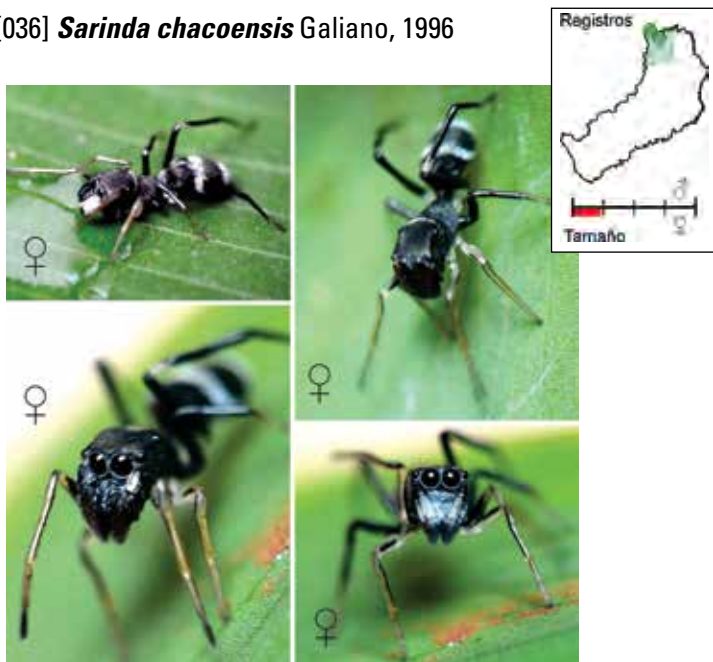 [036] Sarinda chacoensis Galiano, 1996
Registros
♂
♀
Tamaño
♀
♀
♀
♀